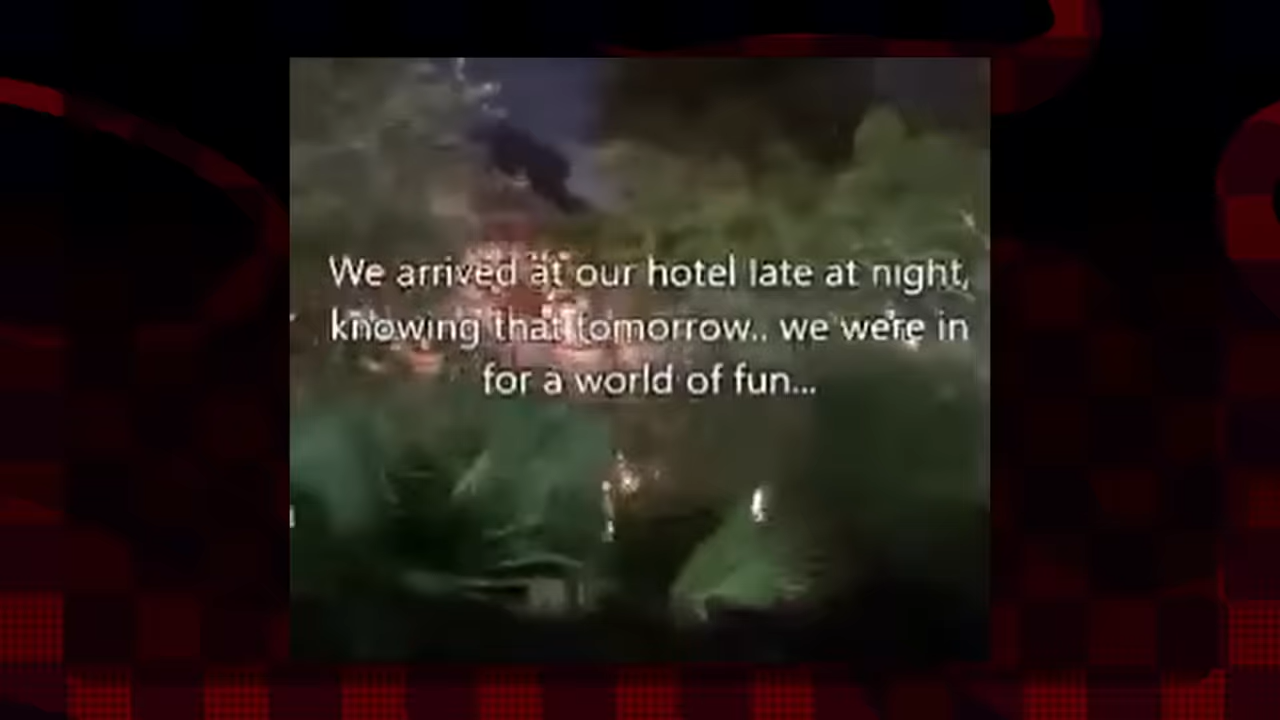 We arrived at our hotel late at night,
knowing that tomorrow.. we were in
for a world of fun...